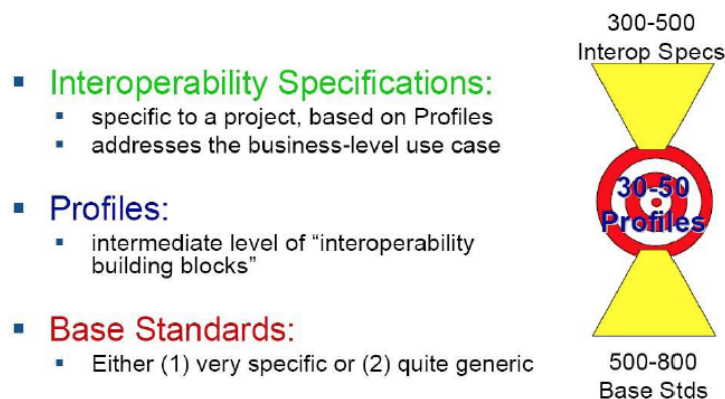 Interoperability Specifications:
specific to a project, based on Profiles
addresses the business-level use case
Profiles:
intermediate level of “interoperability
building blocks”
Base Standards:
Either (1) very specific or (2) quite generic
300-500
Interop Specs
30-50
Profiles
500-800
Base Stds